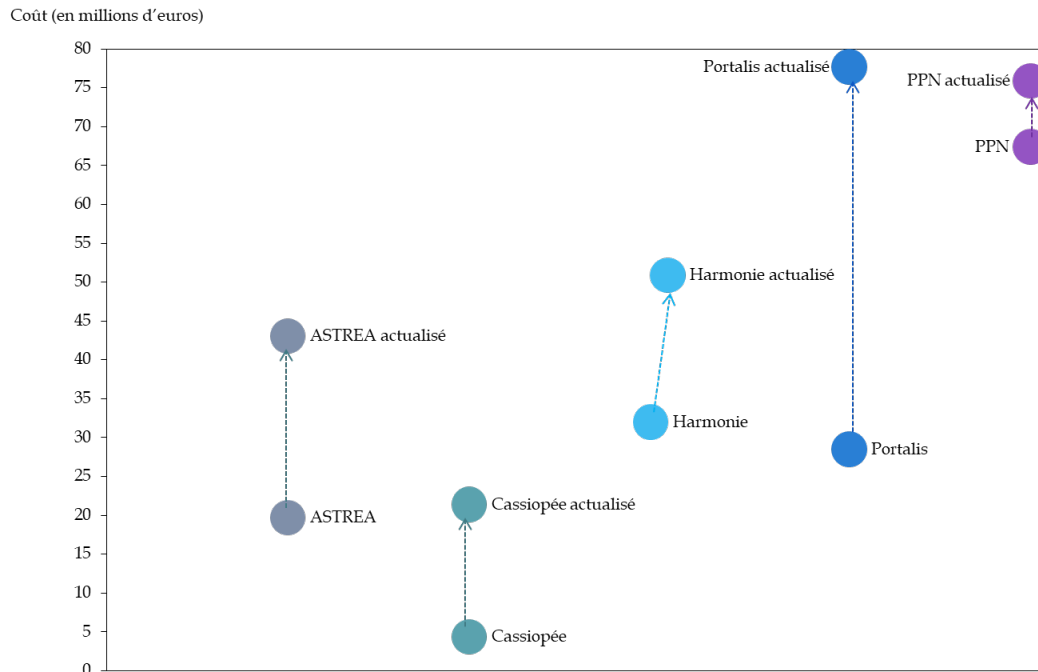 Coût (en millions d’euros)
80
Portalis actualisé
75
PPN actualisé
70
PPN
65
60
55
50
Harmonie actualisé
45
ASTREA actualisé
40
35
30
Harmonie
Portalis
25
20
Cassiopée actualisé
ASTREA
15
10
5
Cassiopée
0